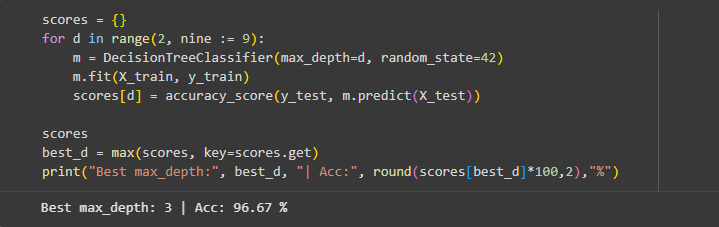 scores = {}
for d in range(2, nine := 9):
    m = DecisionTreeClassifier(max_depth=d, random_state=42)
    m.fit(X_train, y_train)
    scores[d] = accuracy_score(y_test, m.predict(X_test))
scores
best_d = max(scores, key=scores.get)
print("Best max_depth:", best_d, "| Acc:", round(scores[best_d]*100,2),"%")
Best max_depth: 3 | Acc: 96.67 %